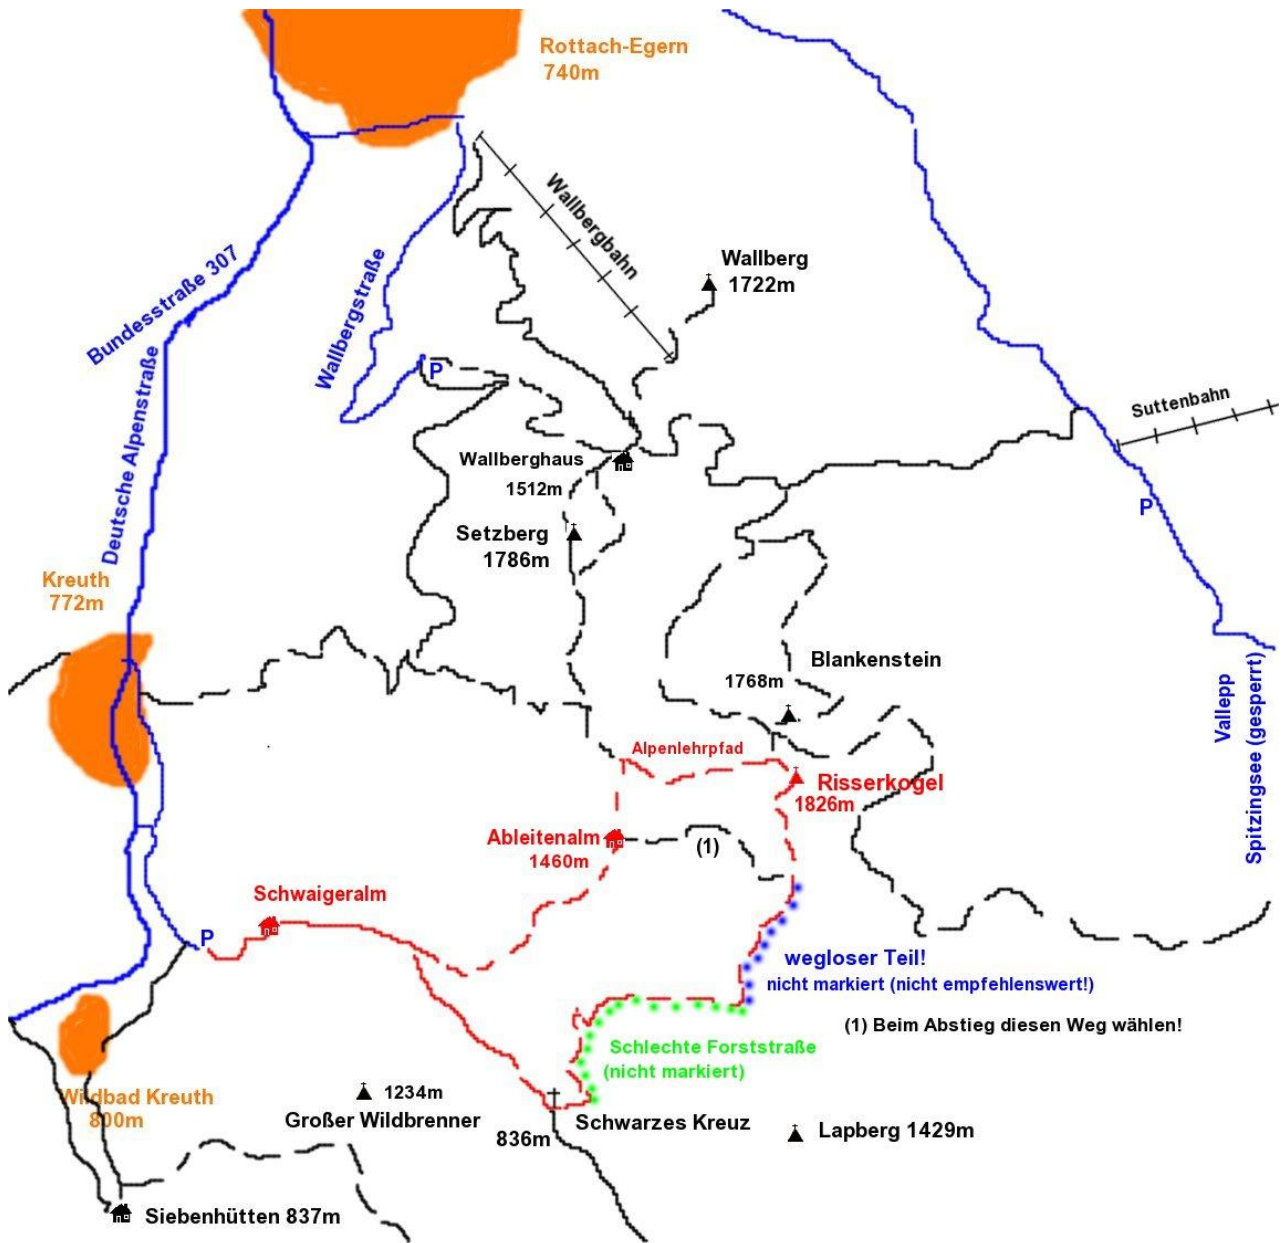 Rottach-Egern
740m
Wallbergbahn
Bundesstraße 307
Wallbergstraße
Wallberg
1722m
Deutsche Alpenstraße
P
Suttenbahn
Wallberghaus
1512m
P
Setzberg
1786m
Kreuth
772m
Blankenstein
1768m
Vallepp
Spitzingsee (gesperrt)
Alpenlehrpfad
Risserkogel
1826m
Ableitenalm
1460m
(1)
Schwaigeralm
P
wegloser Teil!
nicht markiert (nicht empfehlenswert!)
(1) Beim Abstieg diesen Weg wählen!
Schlechte Forststraße
(nicht markiert)
Wildbad Kreuth
800m
1234m
Großer Wildbrenner
Schwarzes Kreuz
836m
Lapberg 1429m
Siebenhütten 837m